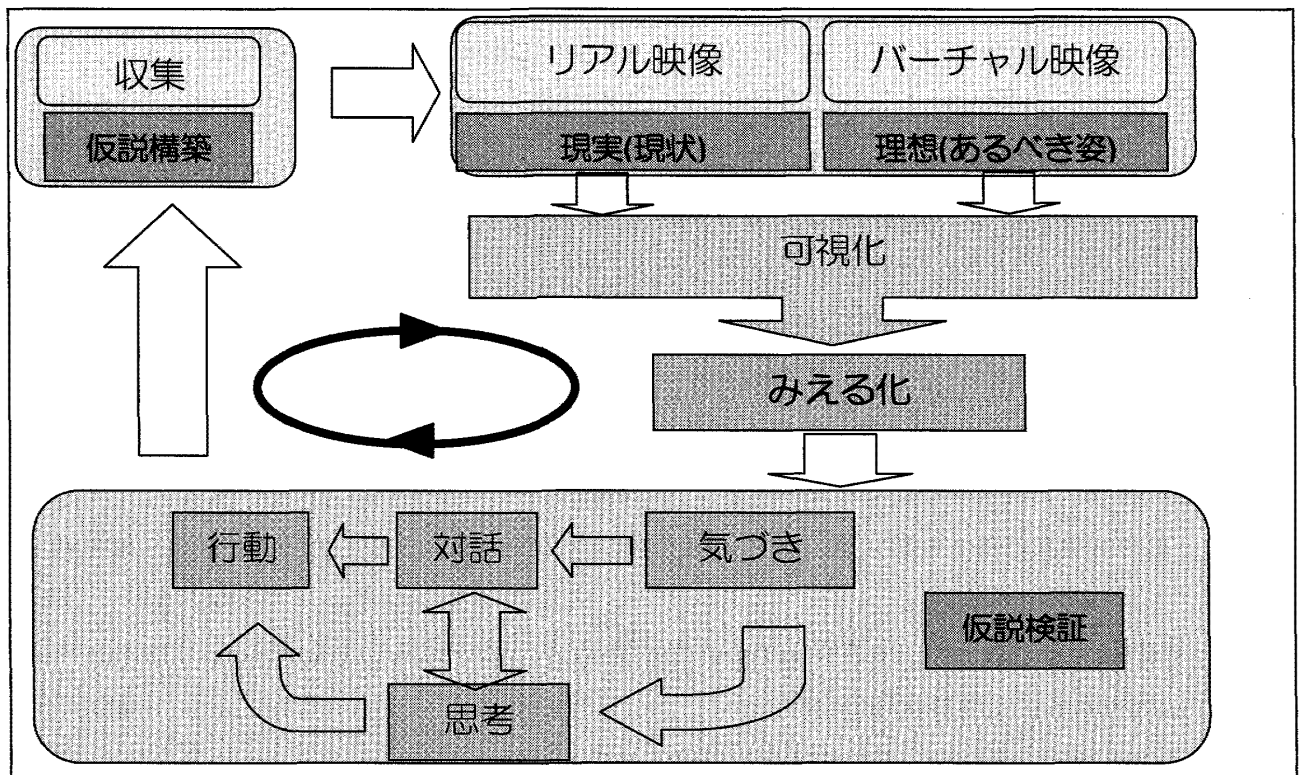 収集
仮説構築
リアル映像
バーチャル映像
現実(現状)
理想(あるべき姿)
可視化
みえる化
行動
対話
気づき
仮説検証
思考